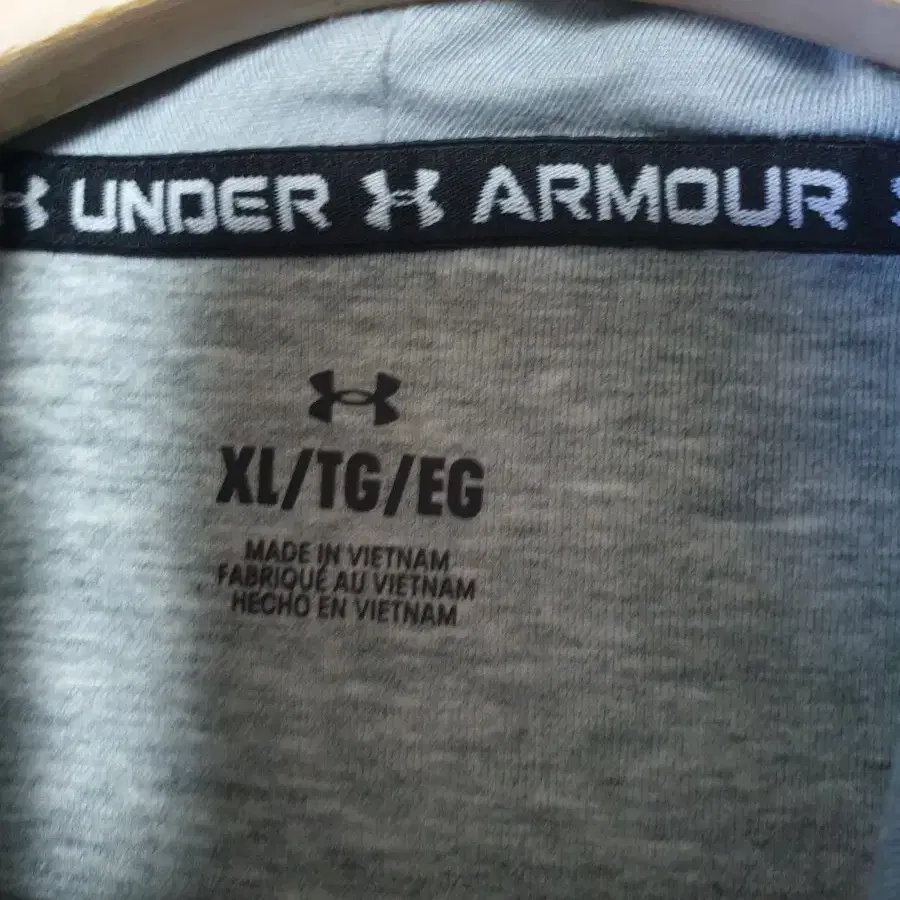 UNDER ARMOUR
XL/TG/EG
MADE IN VIETNAM
FABRIQUÉ AU VIETNAM
HECHO EN VIETNAM